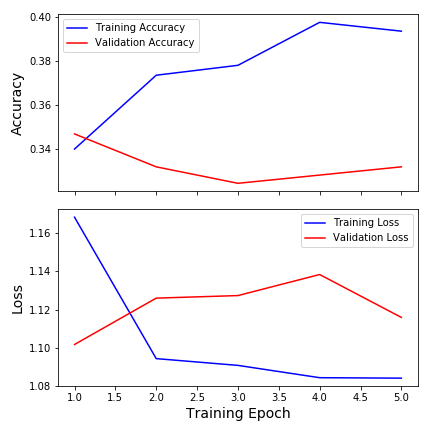 0.40
0.38
0.36
0.34
Accuracy
Training Accuracy
Validation Accuracy
1.16
1.14
1.12
1.10
1.08
Loss
Training Loss
Validation Loss
1.0 1.5 2.0 2.5 3.0 3.5 4.0 4.5 5.0
Training Epoch